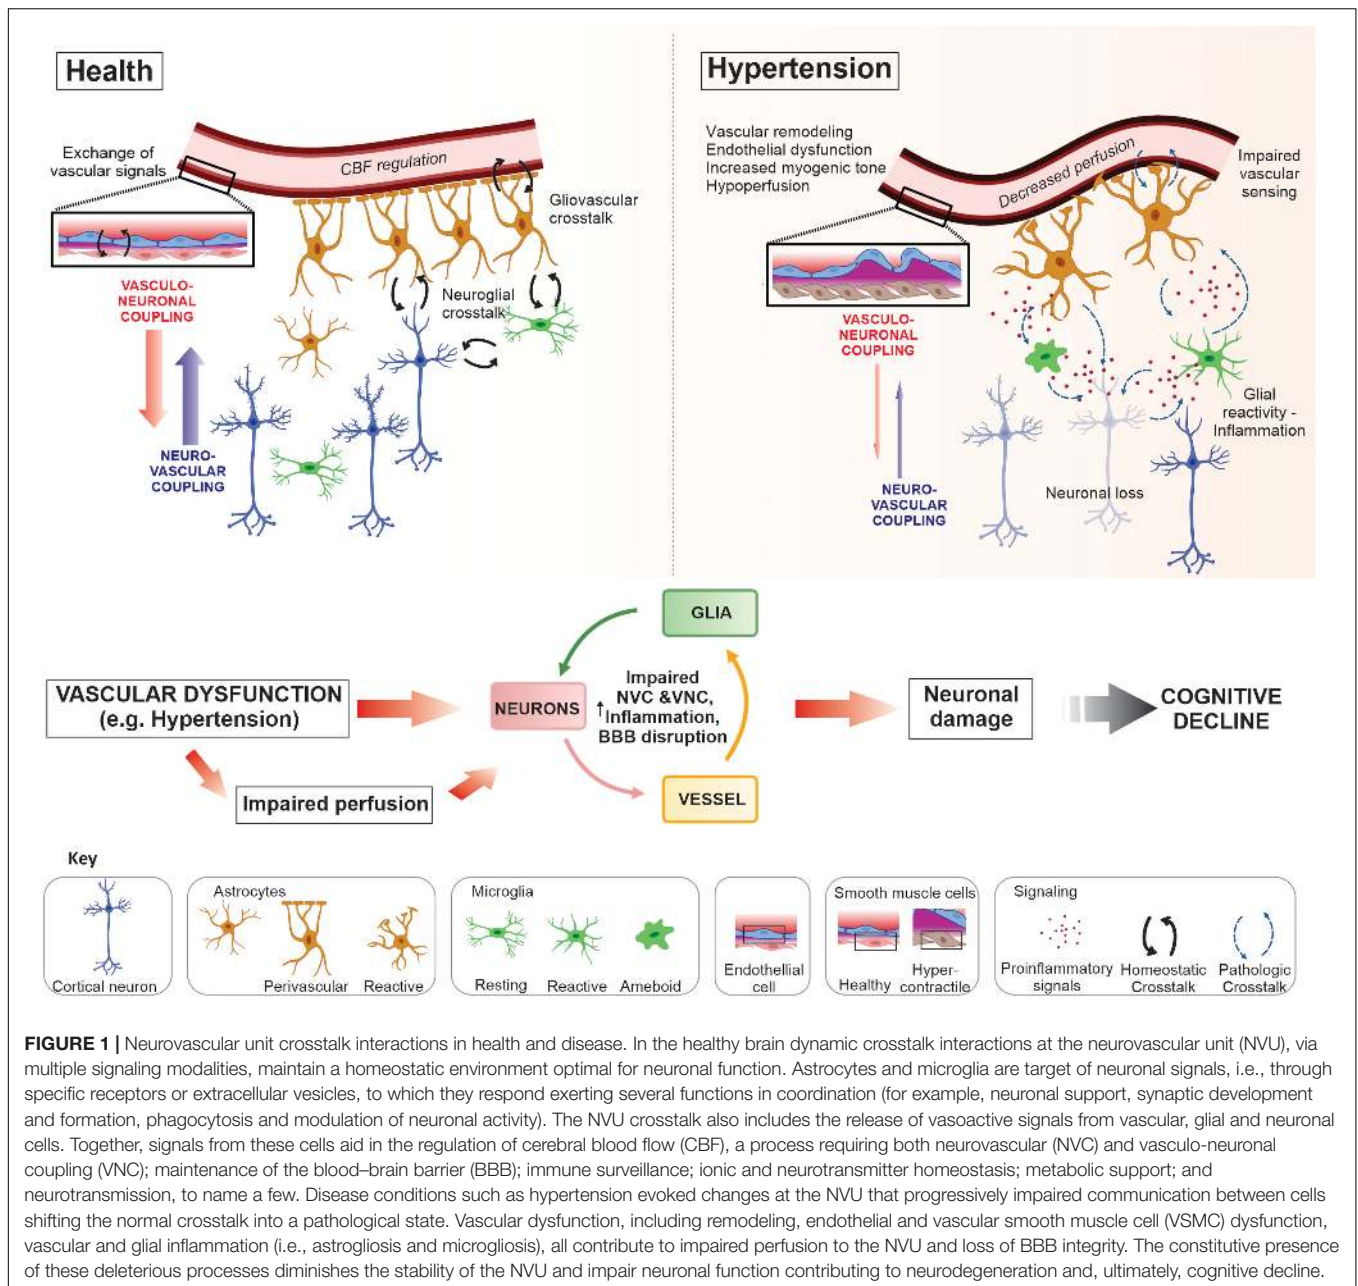 Health
Exchange of
vascular signals
CBF regulation
Gliovascular
crosstalk
Neuroglial
crosstalk
VASCULO-
NEURONAL
COUPLING
NEURO-
VASCULAR
COUPLING
Hypertension
Vascular remodeling
Endothelial dysfunction
Increased myogenic tone
Hypoperfusion
Decreased perfusion
Impaired
vascular
sensing
VASCULO-
NEURONAL
COUPLING
Glial
reactivity -
Inflammation
Neuronal loss
NEURO-
VASCULAR
COUPLING
GLIA
VASCULAR DYSFUNCTION
(e.g. Hypertension)
NEURONS
Impaired
NVC &VNC,
↑Inflammation,
BBB disruption
Neuronal
damage
COGNITIVE
DECLINE
Impaired perfusion
VESSEL
Key
Cortical neuron
Astrocytes
Perivascular
Reactive
Microglia
Resting
Reactive
Ameboid
Endothellial
cell
Smooth muscle cells
Healthy
Hyper-
contractile
Signaling
Proinflammatory
signals
Homeostatic
Crosstalk
Pathologic
Crosstalk
FIGURE 1 | Neurovascular unit crosstalk interactions in health and disease. In the healthy brain dynamic crosstalk interactions at the neurovascular unit (NVU), via
multiple signaling modalities, maintain a homeostatic environment optimal for neuronal function. Astrocytes and microglia are target of neuronal signals, i.e., through
specific receptors or extracellular vesicles, to which they respond exerting several functions in coordination (for example, neuronal support, synaptic development
and formation, phagocytosis and modulation of neuronal activity). The NVU crosstalk also includes the release of vasoactive signals from vascular, glial and neuronal
cells. Together, signals from these cells aid in the regulation of cerebral blood flow (CBF), a process requiring both neurovascular (NVC) and vasculo-neuronal
coupling (VNC); maintenance of the blood–brain barrier (BBB); immune surveillance; ionic and neurotransmitter homeostasis; metabolic support; and
neurotransmission, to name a few. Disease conditions such as hypertension evoked changes at the NVU that progressively impaired communication between cells
shifting the normal crosstalk into a pathological state. Vascular dysfunction, including remodeling, endothelial and vascular smooth muscle cell (VSMC) dysfunction,
vascular and glial inflammation (i.e., astrogliosis and microgliosis), all contribute to impaired perfusion to the NVU and loss of BBB integrity. The constitutive presence
of these deleterious processes diminishes the stability of the NVU and impair neuronal function contributing to neurodegeneration and, ultimately, cognitive decline.